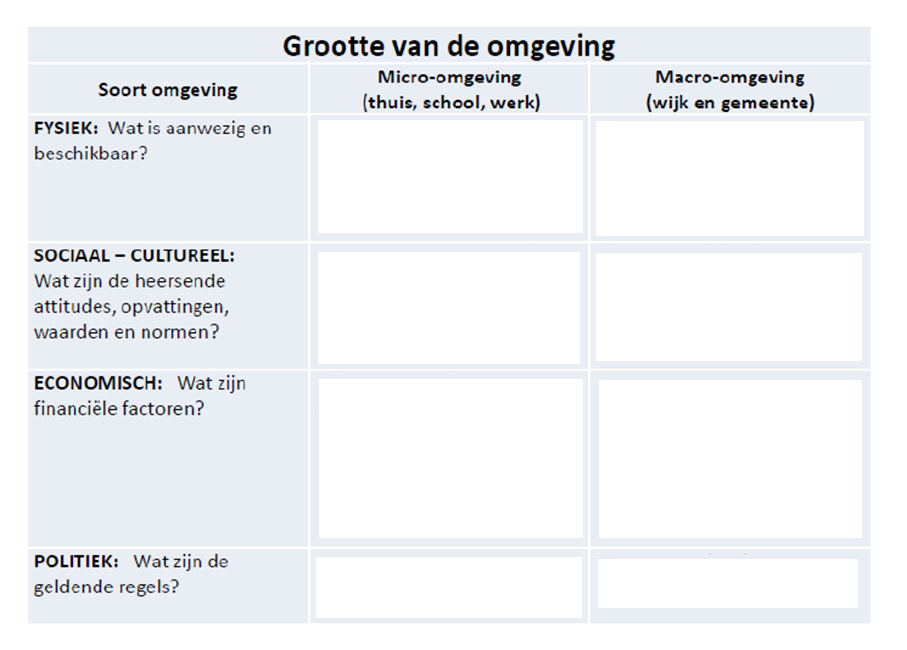 Grootte van de omgeving
Soort omgeving
Micro-omgeving
(thuis, school, werk)
Macro-omgeving
(wijk en gemeente)
FYSIEK: Wat is aanwezig en
beschikbaar?
SOCIAAL – CULTUREEL:
Wat zijn de heersende
attitudes, opvattingen,
waarden en normen?
ECONOMISCH: Wat zijn
financiële factoren?
POLITIEK: Wat zijn de
geldende regels?